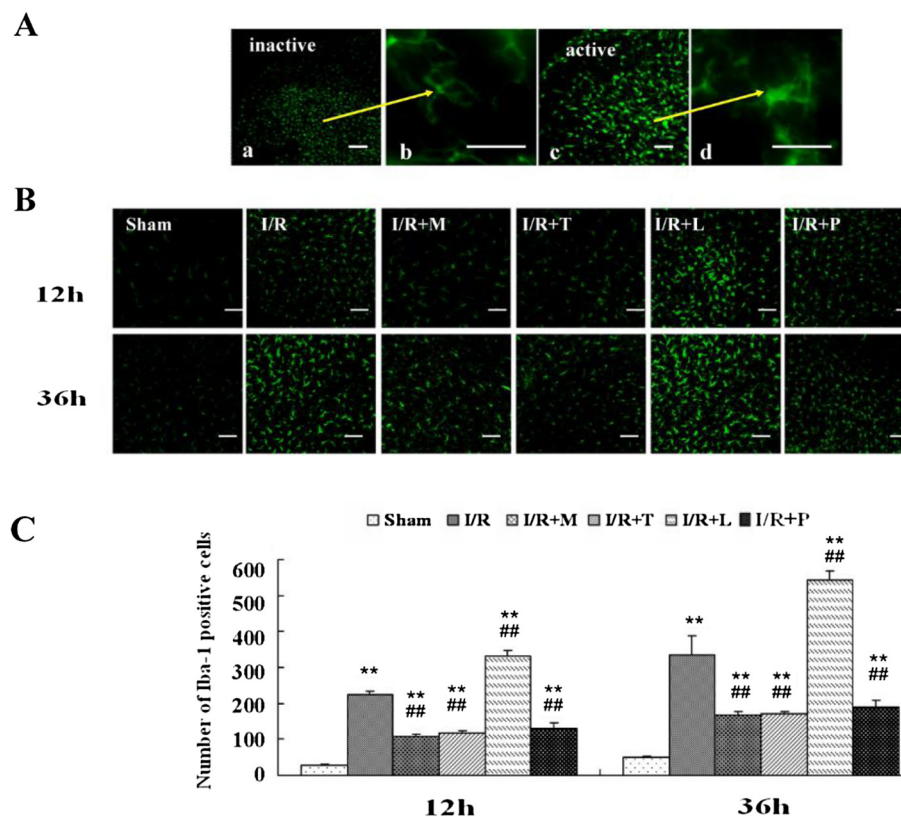 A
inactive
active
a
b
c
d
B
Sham
I/R
I/R+M
I/R+T
I/R+L
I/R+P
12h
36h
C
Sham I/R I/R+M I/R+T I/R+L I/R+P
Number of Iba-1 positive cells
600
500
400
300
200
100
0
**
**
##
**
##
**
##
**
##
**
**
##
**
##
**
##
**
##
12h
36h